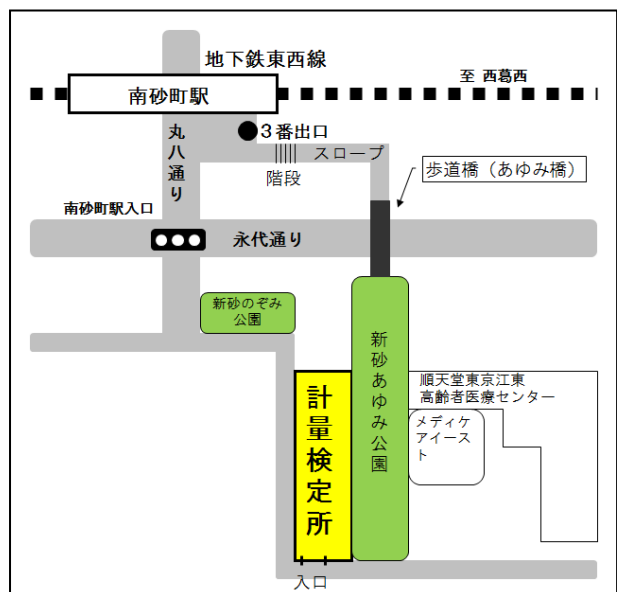 地下鉄東西線
至 西葛西
南砂町駅
丸八通り
３番出口
スロープ
階段
歩道橋（あゆみ橋）
南砂町駅入口
永代通り
新砂のぞみ
公園
新砂あゆみ公園
順天堂東京江東
高齢者医療センター
計量検定所
メディケ
アイース
ト
入口